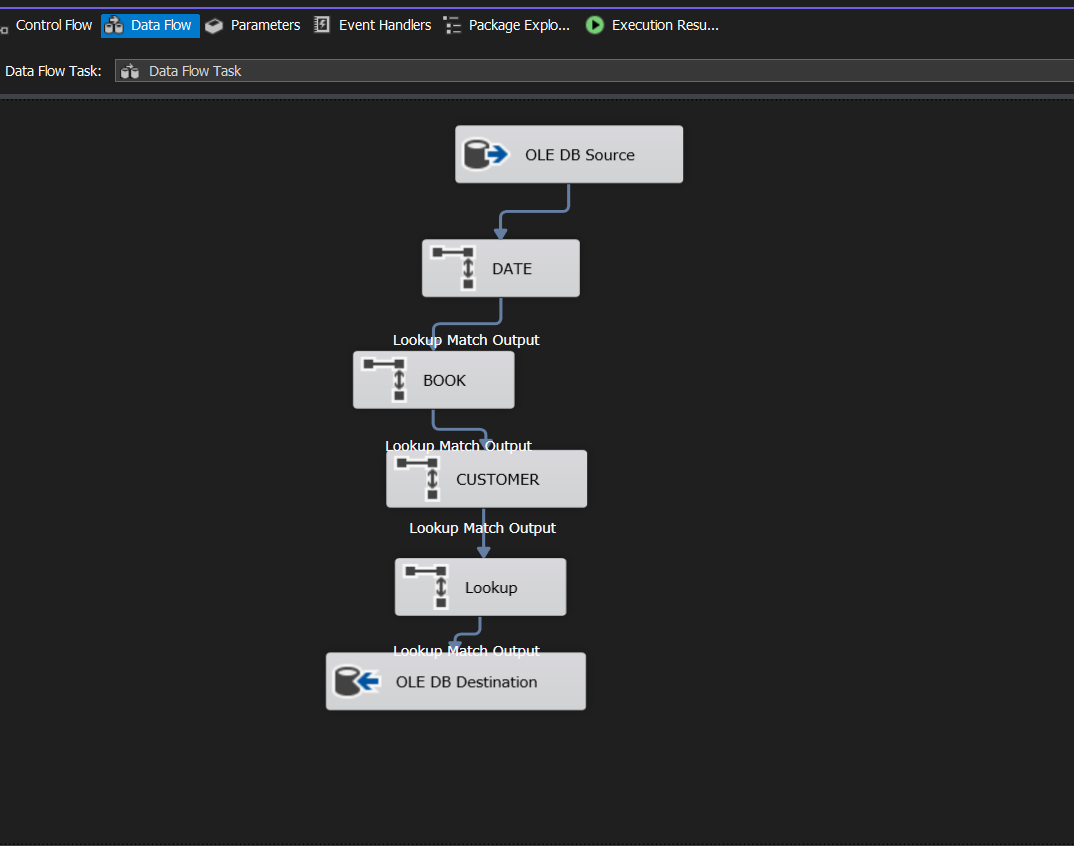 Control Flow Data Flow Parameters Event Handlers Package Explo... Execution Resu...
Data Flow Task: Data Flow Task
OLE DB Source
DATE
Lookup Match Output
BOOK
Lookup Match Output
CUSTOMER
Lookup Match Output
Lookup
Lookup Match Output
OLE DB Destination